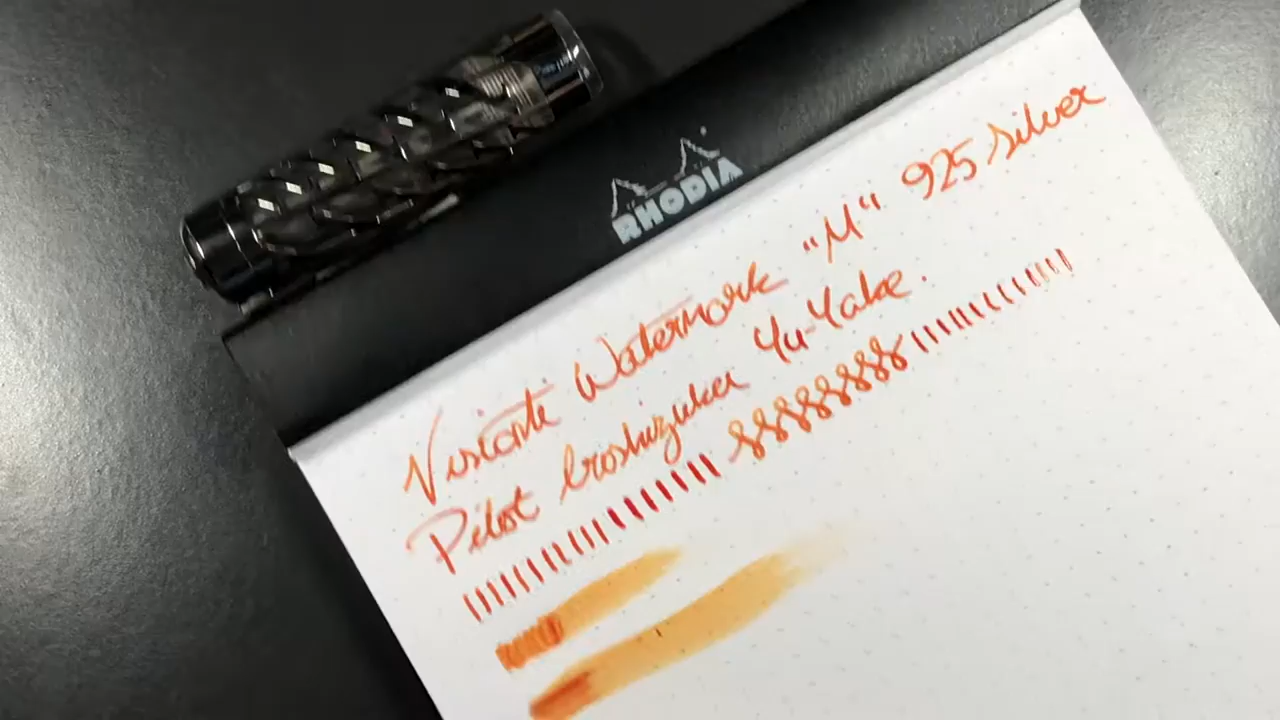 RHODIA
Visconti Watermark "M" 925 silver
Pilot Iroshizuku Yu-Yake.